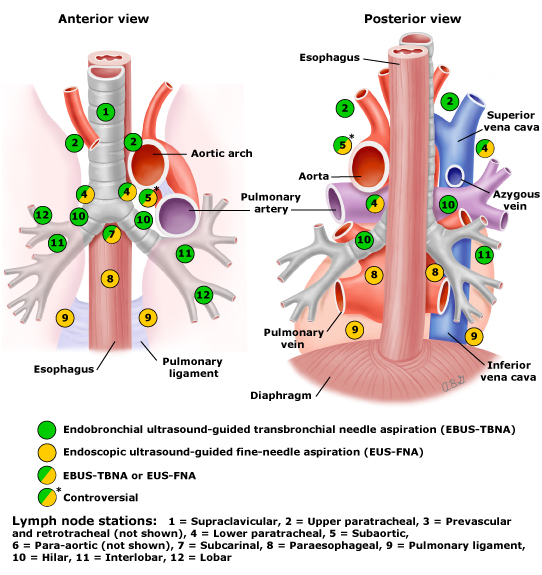 Anterior view
Posterior view
Esophagus
1
2
2
2
2
Superior
vena cava
5*
4
Aortic arch
Aorta
Azygous
vein
4
4
5*
Pulmonary
artery
4
10
12
10
10
11
7
11
10
11
8
12
8
8
9
9
9
9
Pulmonary
vein
Esophagus
Pulmonary
ligament
Inferior
vena cava
Diaphragm
Endobronchial ultrasound-guided transbronchial needle aspiration (EBUS-TBNA)
Endoscopic ultrasound-guided fine-needle aspiration (EUS-FNA)
EBUS-TBNA or EUS-FNA
*Controversial
Lymph node stations: 1 = Supraclavicular, 2 = Upper paratracheal, 3 = Prevascular
and retrotracheal (not shown), 4 = Lower paratracheal, 5 = Subaortic,
6 = Para-aortic (not shown), 7 = Subcarinal, 8 = Paraesophageal, 9 = Pulmonary ligament,
10 = Hilar, 11 = Interlobar, 12 = Lobar